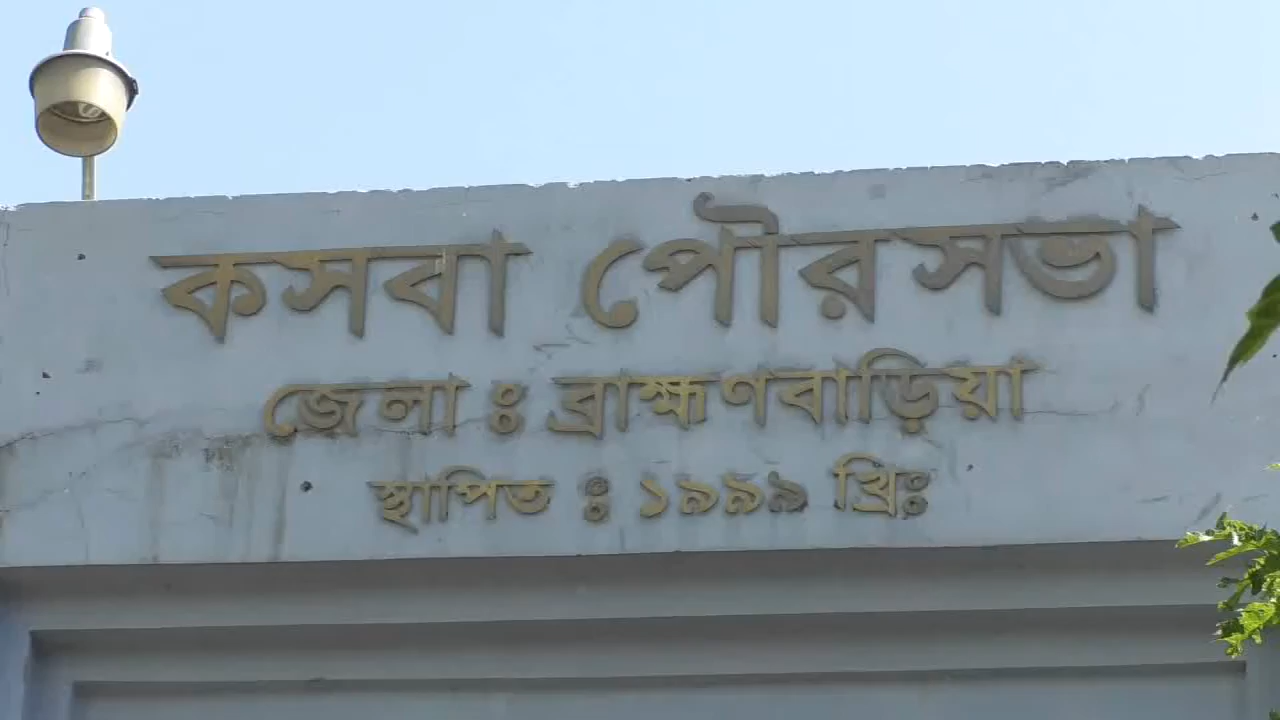 কসবা পৌরসভা
জেলা ঃ ব্রাহ্মণবাড়িয়া
স্থাপিত ঃ ১৯৯৯ খ্রিঃ